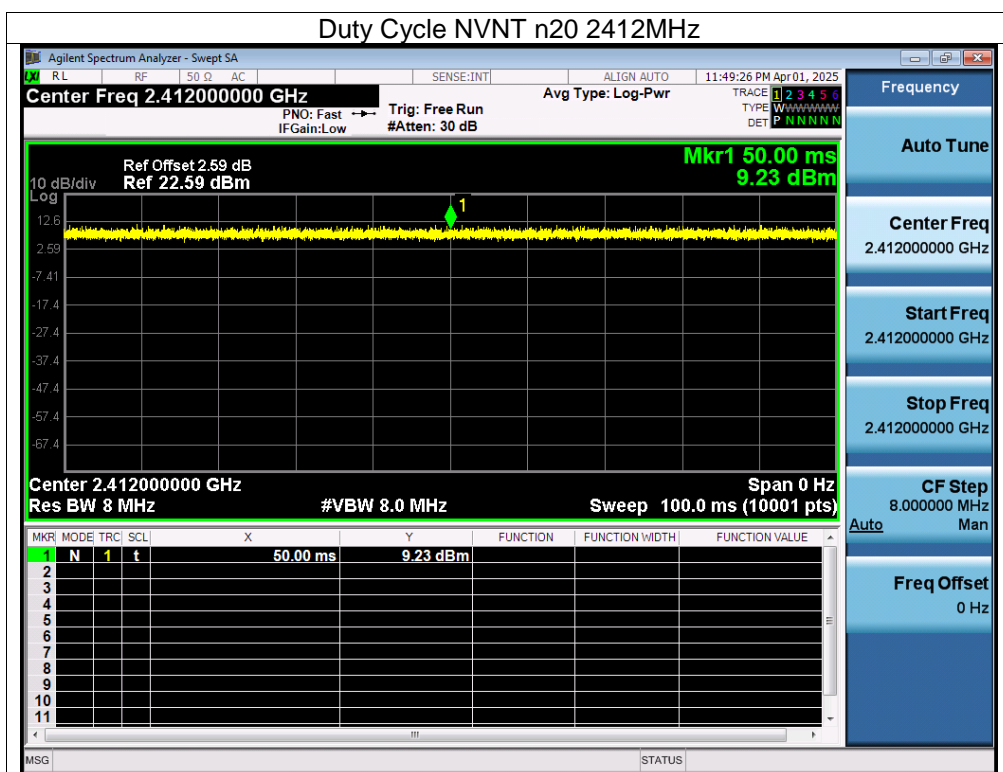 Duty Cycle NVNT n20 2412MHz
Agilent Spectrum Analyzer - Swept SA
LXI RL RF 50 Ω AC SENSE:INT ALIGN AUTO 11:49:26 PM Apr 01, 2025
Center Freq 2.412000000 GHz
Avg Type: Log-Pwr
TRACE 1 2 3 4 5 6
PNO: Fast
Trig: Free Run
TYPE WWWWWW
IFGain:Low
#Atten: 30 dB
DET P N N N N N
Mkr1 50.00 ms
Ref Offset 2.59 dB
9.23 dBm
10 dB/div Ref 22.59 dBm
Log
1
12.6
2.59
-7.41
-17.4
-27.4
-37.4
-47.4
-57.4
-67.4
Center 2.412000000 GHz Span 0 Hz
Res BW 8 MHz #VBW 8.0 MHz Sweep 100.0 ms (10001 pts)
MKR MODE TRC SCL X Y FUNCTION FUNCTION WIDTH FUNCTION VALUE
1 N 1 t 50.00 ms 9.23 dBm
2
3
4
5
6
7
8
9
10
11
MSG STATUS
Frequency
Auto Tune
Center Freq
2.412000000 GHz
Start Freq
2.412000000 GHz
Stop Freq
2.412000000 GHz
CF Step
8.000000 MHz
Auto Man
Freq Offset
0 Hz